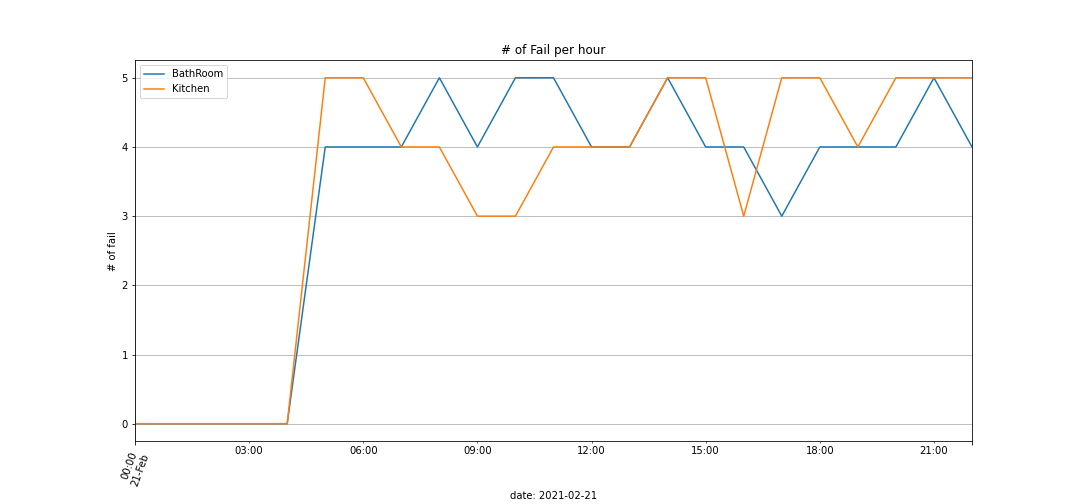 # of Fail per hour
BathRoom
Kitchen
# of fail
5
4
3
2
1
0
00:00
21-Feb
03:00
06:00
09:00
12:00
15:00
18:00
21:00
date: 2021-02-21